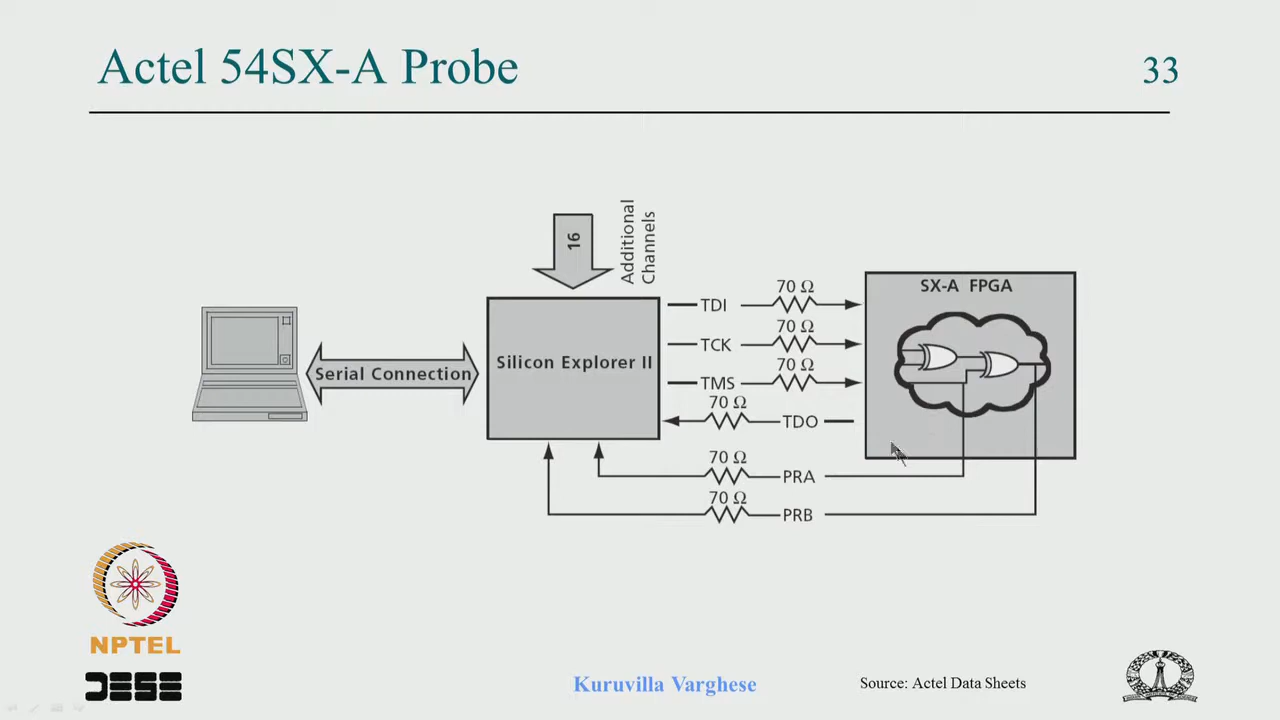 Actel 54SX-A Probe
33
16
Additional
Channels
Serial Connection
Silicon Explorer II
TDI
70 Ω
TCK
70 Ω
TMS
70 Ω
70 Ω
TDO
70 Ω
PRA
70 Ω
PRB
SX-A FPGA
NPTEL
DESE
Kuruvilla Varghese
Source: Actel Data Sheets